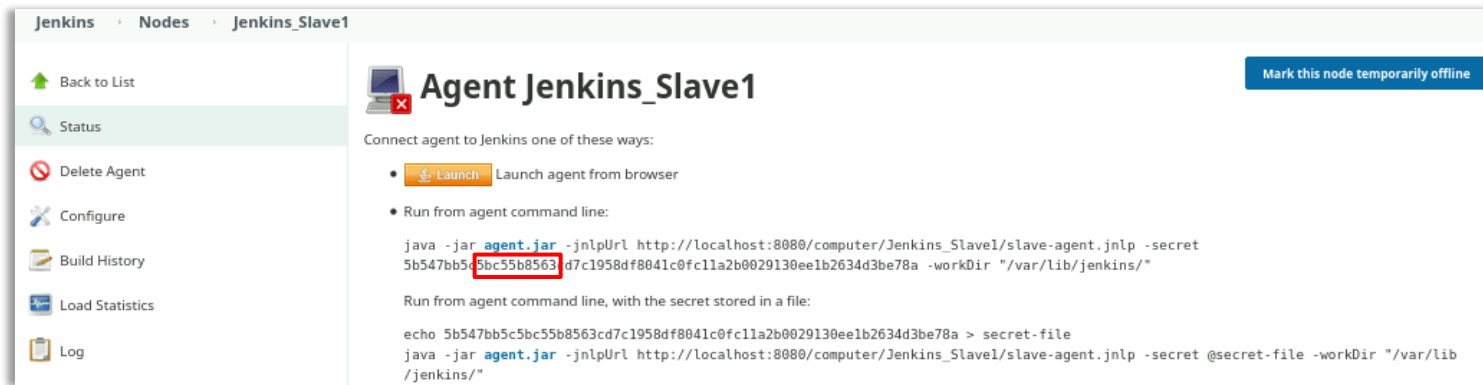 Jenkins › Nodes › Jenkins_Slave1
Back to List
Status
Delete Agent
Configure
Build History
Load Statistics
Log
Mark this node temporarily offline
Agent Jenkins_Slave1
Connect agent to Jenkins one of these ways:
• Launch Launch agent from browser
• Run from agent command line:
java -jar agent.jar -jnlpUrl http://localhost:8080/computer/Jenkins_Slave1/slave-agent.jnlp -secret
5b547bb5c5bc55b8563cd7c1958df8041c0fc11a2b0029130ee1b2634d3be78a -workDir "/var/lib/jenkins/"
Run from agent command line, with the secret stored in a file:
echo 5b547bb5c5bc55b8563cd7c1958df8041c0fc11a2b0029130ee1b2634d3be78a > secret-file
java -jar agent.jar -jnlpUrl http://localhost:8080/computer/Jenkins_Slave1/slave-agent.jnlp -secret @secret-file -workDir "/var/lib
/jenkins/"